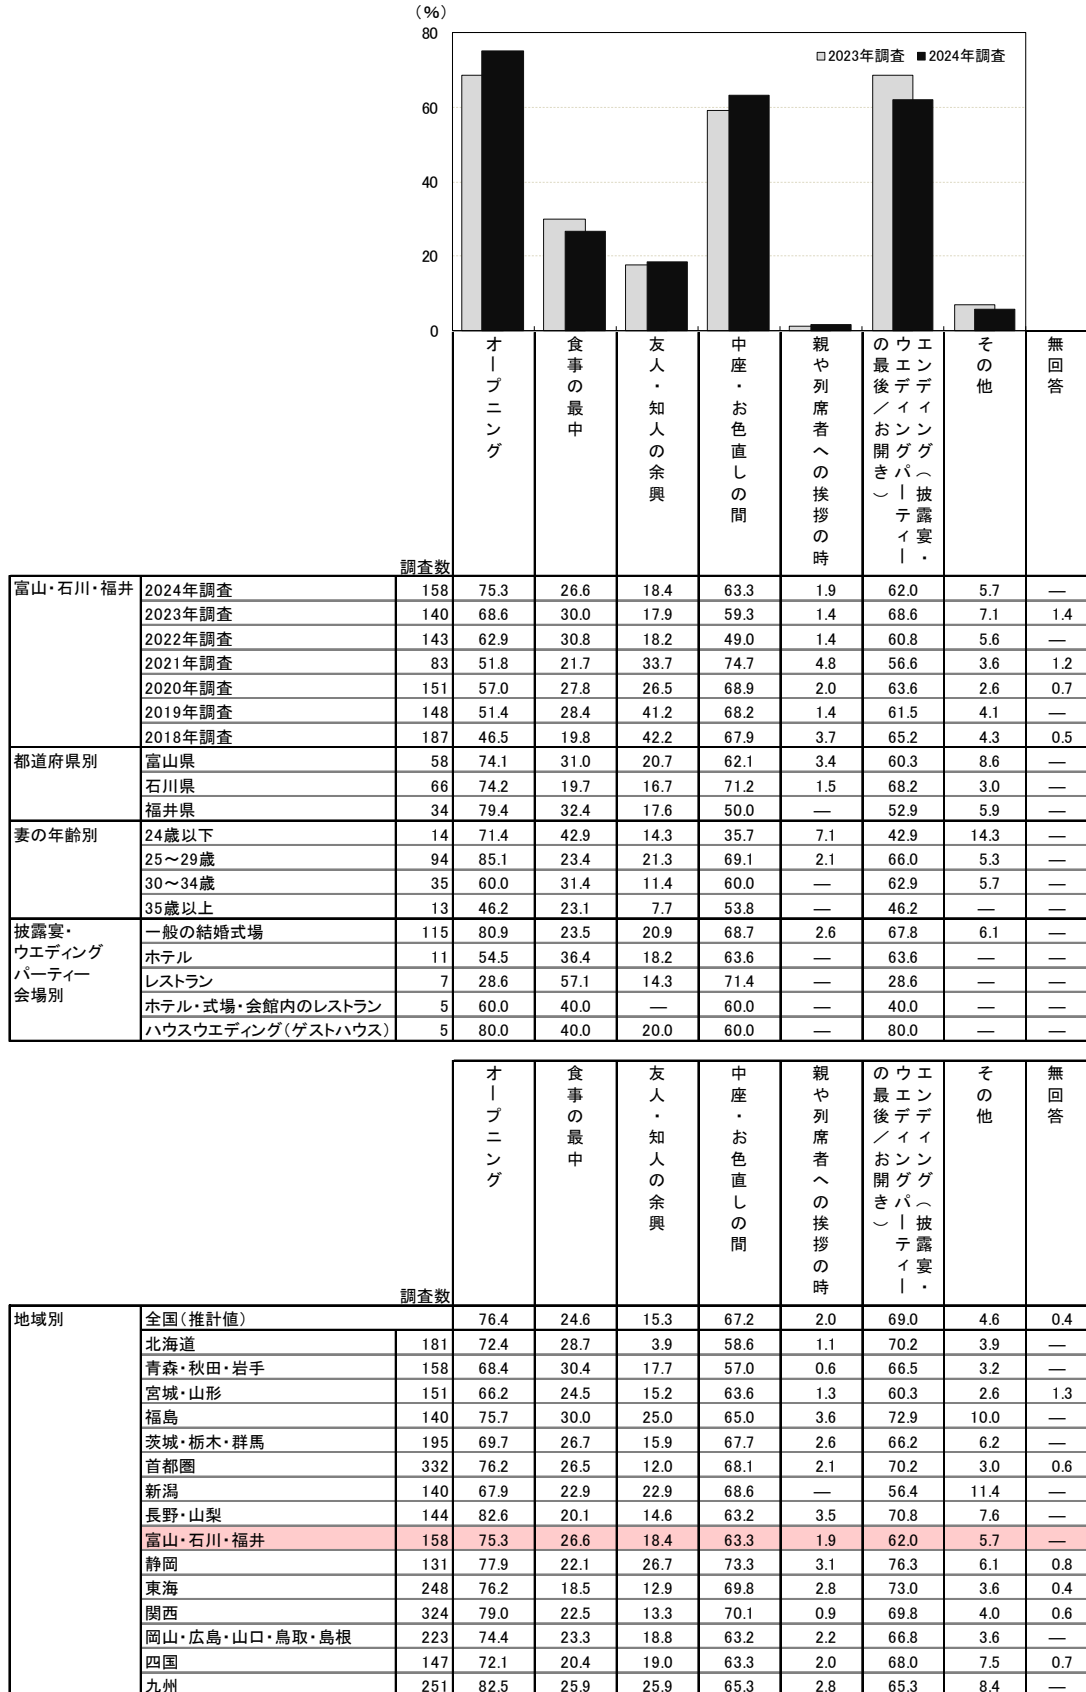 (%)
80
60
40
20
0
2023年調査 2024年調査
オープニング
食事の最中
友人・知人の余興
中座・お色直しの間
親や列席者への挨拶の時
エンディング(披露宴・ウエディングパーティーの最後/お開き)
その他
無回答
調査数
富山・石川・福井 2024年調査 158 75.3 26.6 18.4 63.3 1.9 62.0 5.7 ―
2023年調査 140 68.6 30.0 17.9 59.3 1.4 68.6 7.1 1.4
2022年調査 143 62.9 30.8 18.2 49.0 1.4 60.8 5.6 ―
2021年調査 83 51.8 21.7 33.7 74.7 4.8 56.6 3.6 1.2
2020年調査 151 57.0 27.8 26.5 68.9 2.0 63.6 2.6 0.7
2019年調査 148 51.4 28.4 41.2 68.2 1.4 61.5 4.1 ―
2018年調査 187 46.5 19.8 42.2 67.9 3.7 65.2 4.3 0.5
都道府県別 富山県 58 74.1 31.0 20.7 62.1 3.4 60.3 8.6 ―
石川県 66 74.2 19.7 16.7 71.2 1.5 68.2 3.0 ―
福井県 34 79.4 32.4 17.6 50.0 ― 52.9 5.9 ―
妻の年齢別 24歳以下 14 71.4 42.9 14.3 35.7 7.1 42.9 14.3 ―
25～29歳 94 85.1 23.4 21.3 69.1 2.1 66.0 5.3 ―
30～34歳 35 60.0 31.4 11.4 60.0 ― 62.9 5.7 ―
35歳以上 13 46.2 23.1 7.7 53.8 ― 46.2 ― ―
披露宴・ウエディングパーティー会場別 一般の結婚式場 115 80.9 23.5 20.9 68.7 2.6 67.8 6.1 ―
ホテル 11 54.5 36.4 18.2 63.6 ― 63.6 ― ―
レストラン 7 28.6 57.1 14.3 71.4 ― 28.6 ― ―
ホテル・式場・会館内のレストラン 5 60.0 40.0 ― 60.0 ― 40.0 ― ―
ハウスウエディング(ゲストハウス) 5 80.0 40.0 20.0 60.0 ― 80.0 ― ―
オープニング
食事の最中
友人・知人の余興
中座・お色直しの間
親や列席者への挨拶の時
エンディング(披露宴・ウエディングパーティーの最後/お開き)
その他
無回答
調査数
地域別 全国(推計値) 76.4 24.6 15.3 67.2 2.0 69.0 4.6 0.4
北海道 181 72.4 28.7 3.9 58.6 1.1 70.2 3.9 ―
青森・秋田・岩手 158 68.4 30.4 17.7 57.0 0.6 66.5 3.2 ―
宮城・山形 151 66.2 24.5 15.2 63.6 1.3 60.3 2.6 1.3
福島 140 75.7 30.0 25.0 65.0 3.6 72.9 10.0 ―
茨城・栃木・群馬 195 69.7 26.7 15.9 67.7 2.6 66.2 6.2 ―
首都圏 332 76.2 26.5 12.0 68.1 2.1 70.2 3.0 0.6
新潟 140 67.9 22.9 22.9 68.6 ― 56.4 11.4 ―
長野・山梨 144 82.6 20.1 14.6 63.2 3.5 70.8 7.6 ―
富山・石川・福井 158 75.3 26.6 18.4 63.3 1.9 62.0 5.7 ―
静岡 131 77.9 22.1 26.7 73.3 3.1 76.3 6.1 0.8
東海 248 76.2 18.5 12.9 69.8 2.8 73.0 3.6 0.4
関西 324 79.0 22.5 13.3 70.1 0.9 69.8 4.0 0.6
岡山・広島・山口・鳥取・島根 223 74.4 23.3 18.8 63.2 2.2 66.8 3.6 ―
四国 147 72.1 20.4 19.0 63.3 2.0 68.0 7.5 0.7
九州 251 82.5 25.9 25.9 65.3 2.8 65.3 8.4 ―